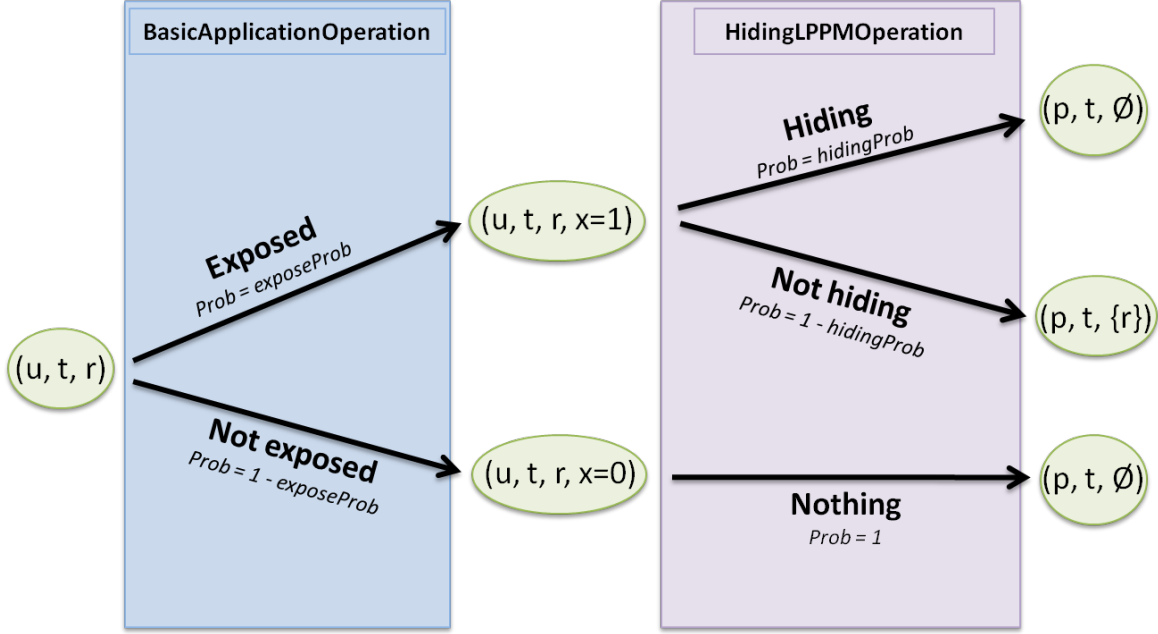 BasicApplicationOperation
HidingLPPMOperation
(u, t, r)
Exposed
Prob = exposeProb
Not exposed
Prob = 1 - exposeProb
(u, t, r, x=1)
(u, t, r, x=0)
Hiding
Prob = hidingProb
Not hiding
Prob = 1 - hidingProb
Nothing
Prob = 1
(p, t, Ø)
(p, t, {r})
(p, t, Ø)